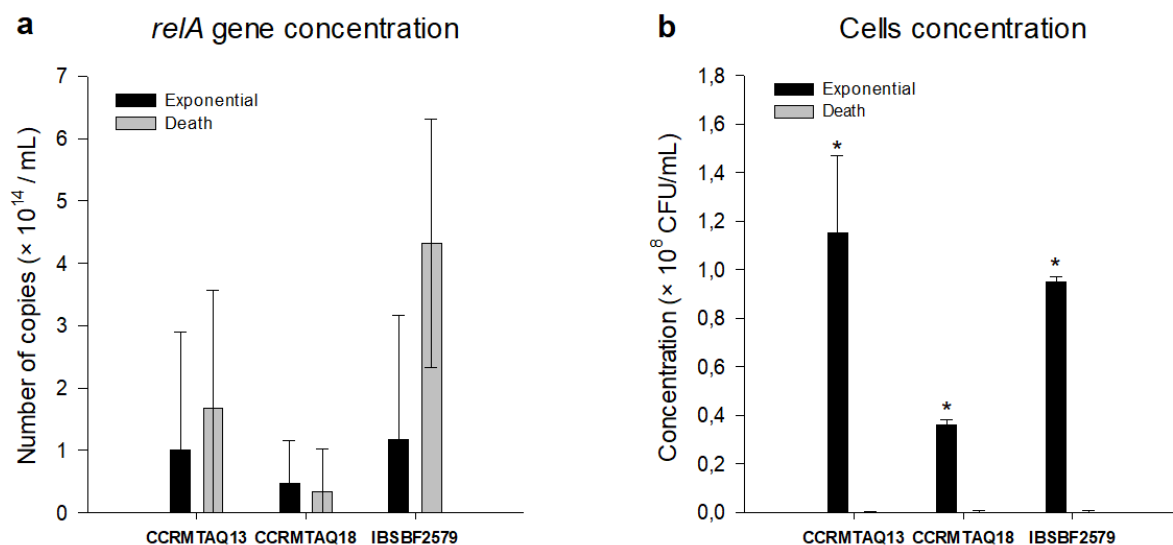 a
relA gene concentration
Number of copies (× 10¹⁴ / mL)
7
6
5
4
3
2
1
0
Exponential
Death
CCRMTAQ13 CCRMTAQ18 IBSBF2579
b
Cells concentration
Concentration (× 10⁸ CFU/mL)
1,8
1,6
1,4
1,2
1,0
0,8
0,6
0,4
0,2
0,0
Exponential
Death
*
*
*
CCRMTAQ13 CCRMTAQ18 IBSBF2579